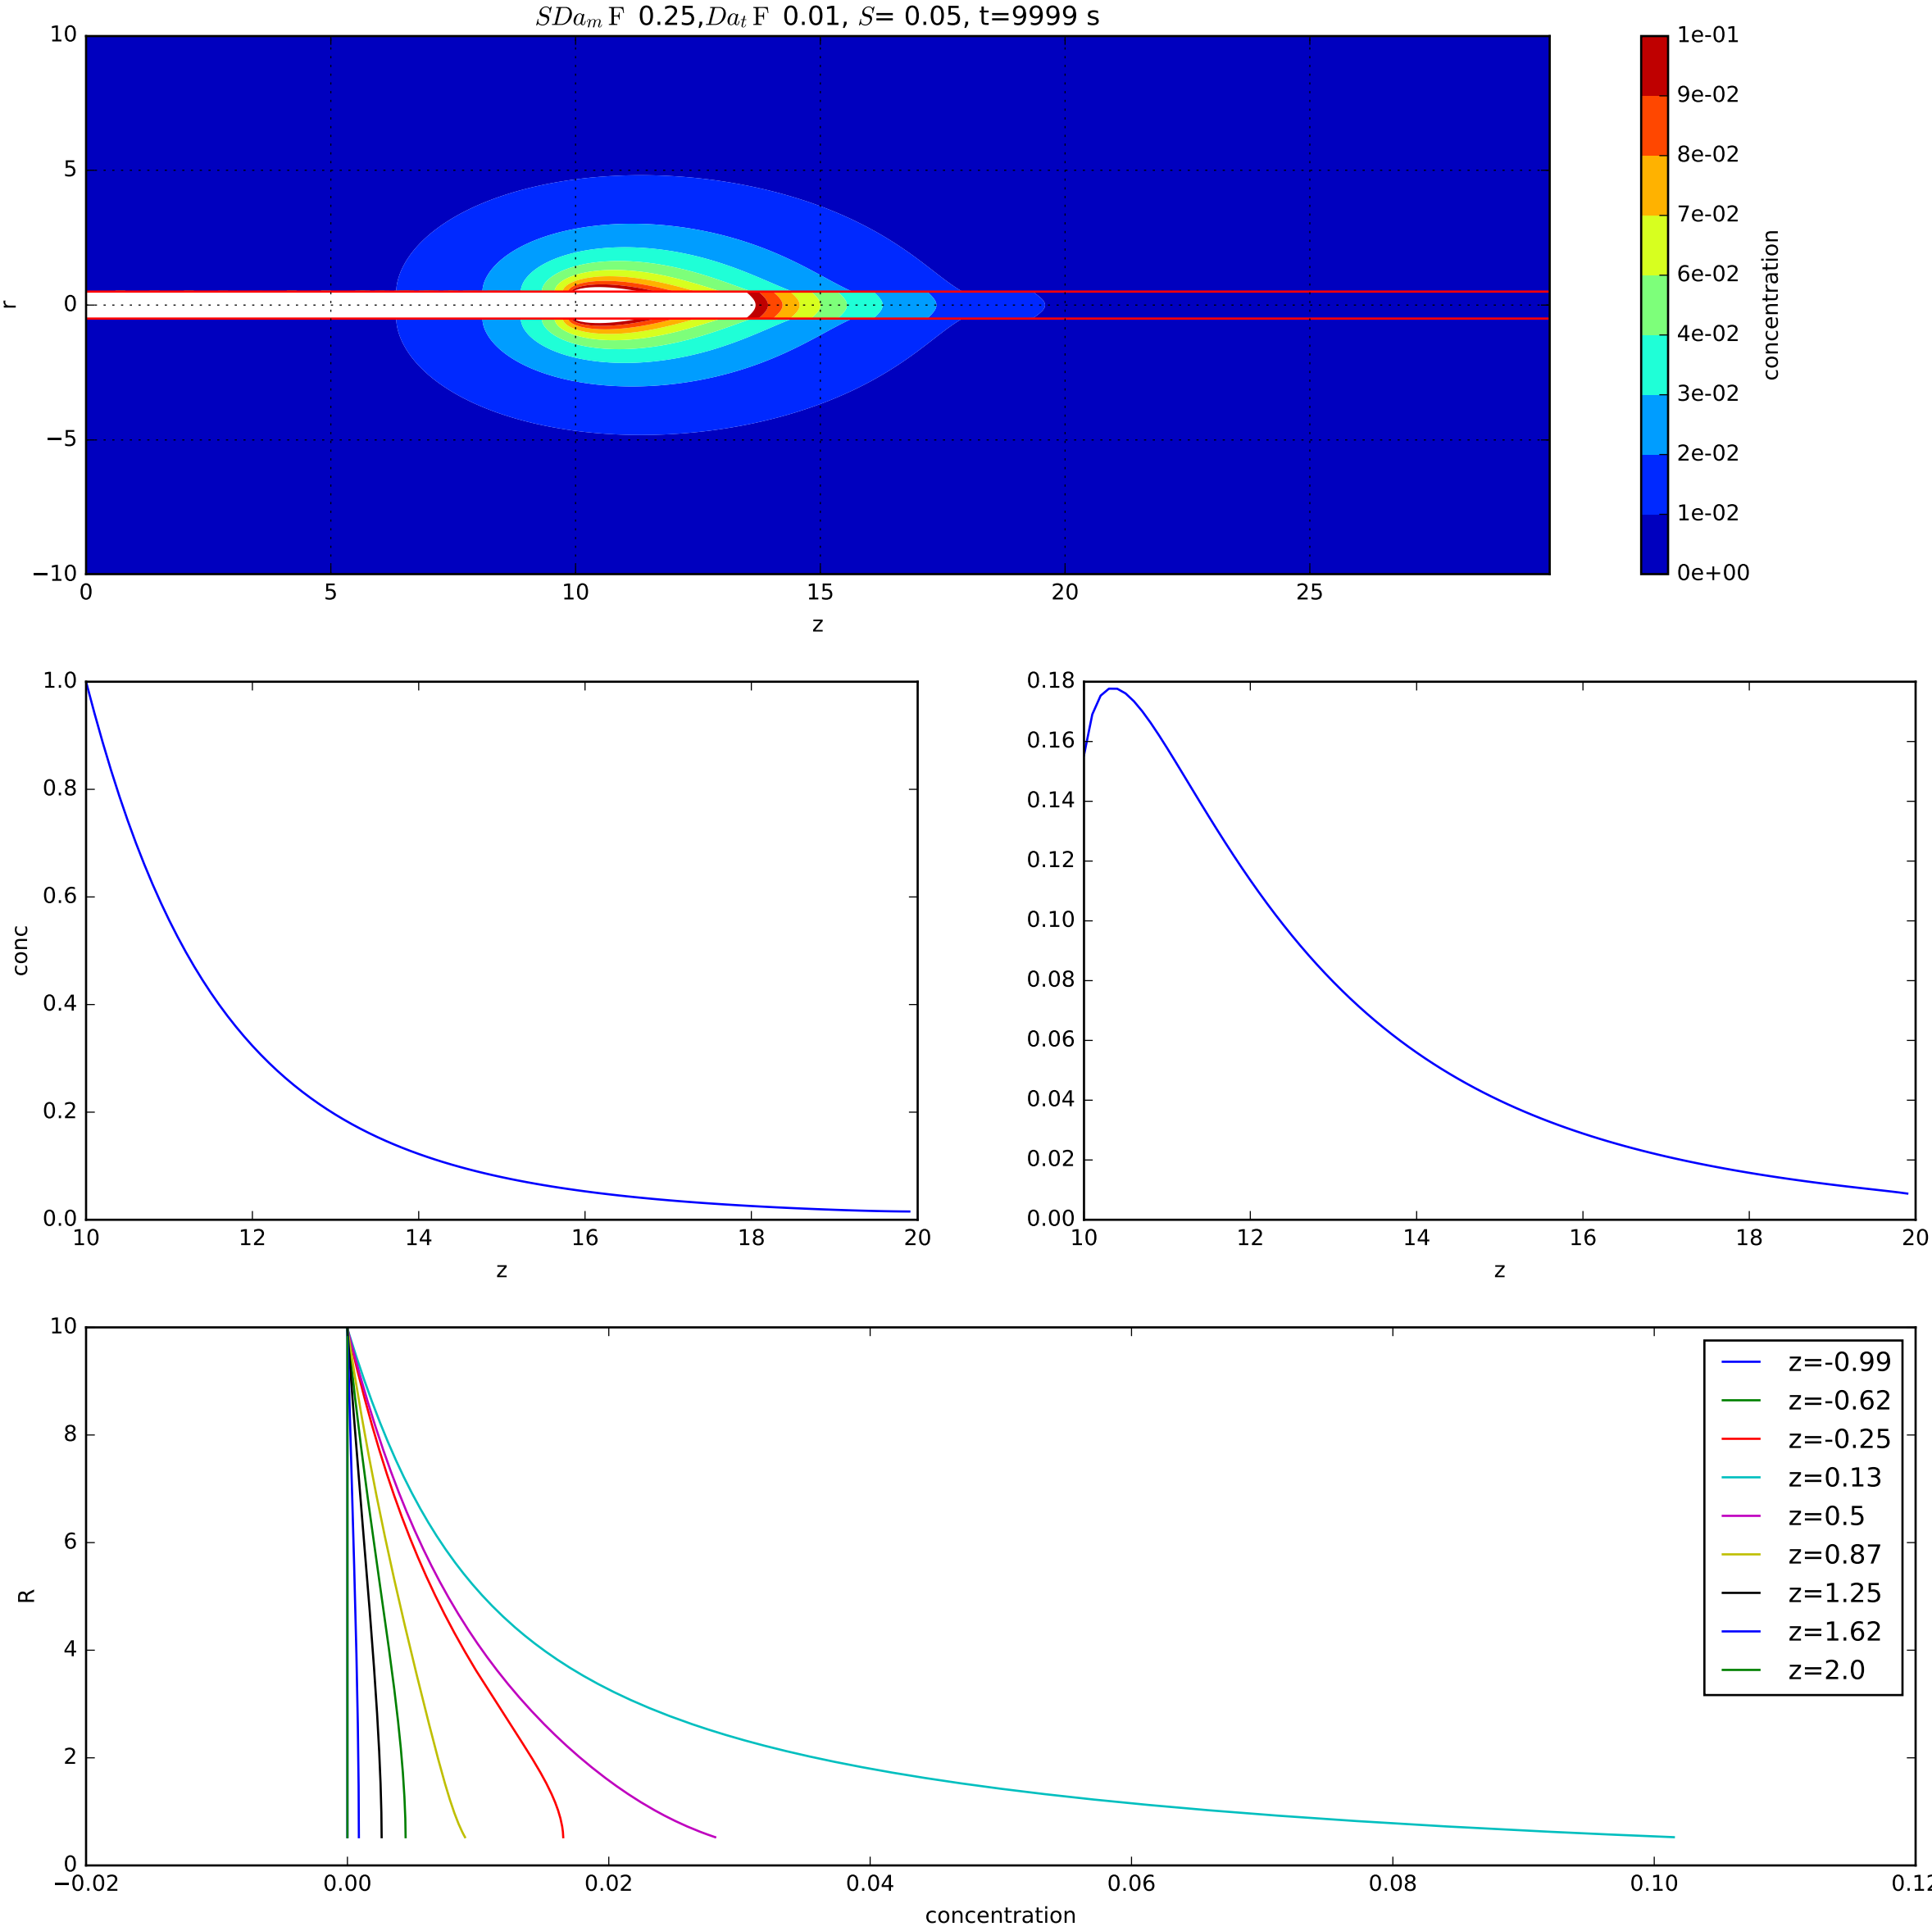 SDa_m F 0.25,Da_t F 0.01, S= 0.05, t=9999 s
10
5
0
−5
−10
r
0 5 10 15 20 25
z
1e-01
9e-02
8e-02
7e-02
6e-02
4e-02
3e-02
2e-02
1e-02
0e+00
concentration
1.0
0.8
0.6
0.4
0.2
0.0
conc
10 12 14 16 18 20
z
0.18
0.16
0.14
0.12
0.10
0.08
0.06
0.04
0.02
0.00
10 12 14 16 18 20
z
10
8
6
4
2
0
R
−0.02 0.00 0.02 0.04 0.06 0.08 0.10 0.12
concentration
z=-0.99
z=-0.62
z=-0.25
z=0.13
z=0.5
z=0.87
z=1.25
z=1.62
z=2.0